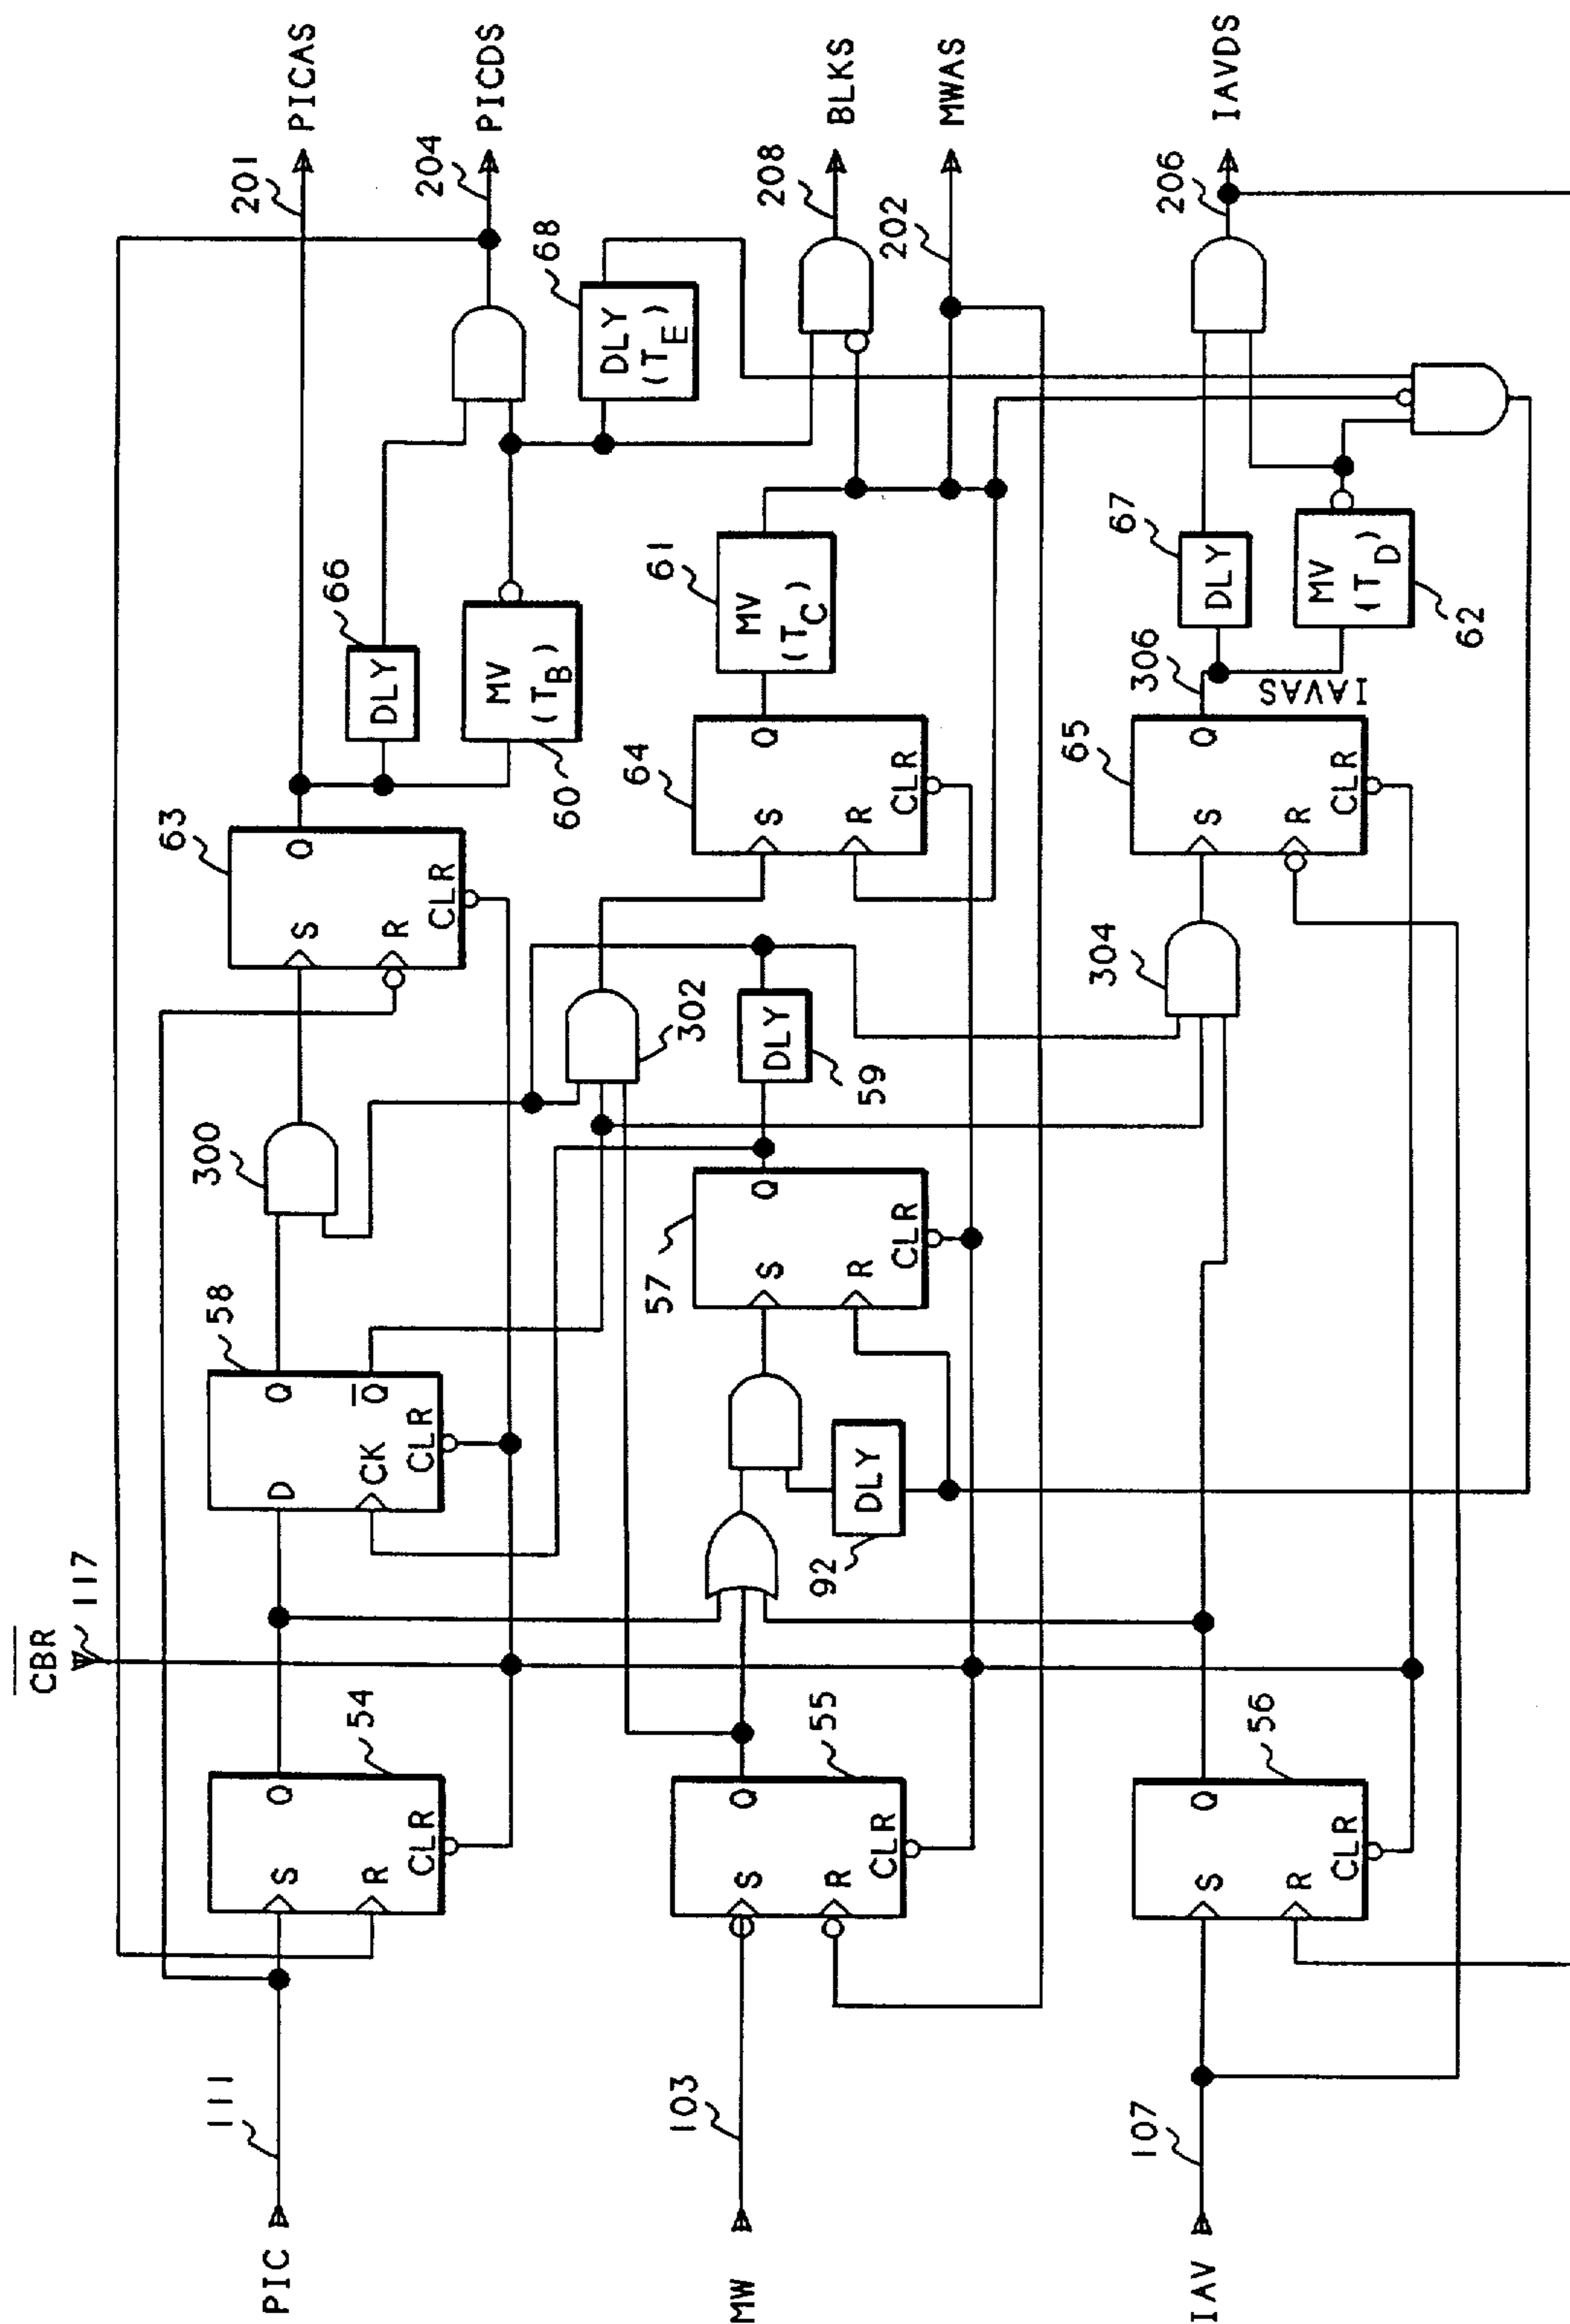 CBR
117
PIC
111
S
Q
R
CLR
54
D
Q
CK
Q
CLR
58
300
S
Q
R
CLR
63
DLY
66
MV
(TB)
60
201
PICAS
204
PICDS
DLY
(TE)
68
MW
103
S
Q
R
CLR
55
DLY
92
S
Q
R
CLR
57
DLY
59
302
S
Q
R
CLR
64
MV
(TC)
61
208
BLKS
202
MWAS
IAV
107
S
Q
R
CLR
56
304
S
Q
R
CLR
65
306
IAVAS
DLY
67
MV
(TD)
62
206
IAVDS